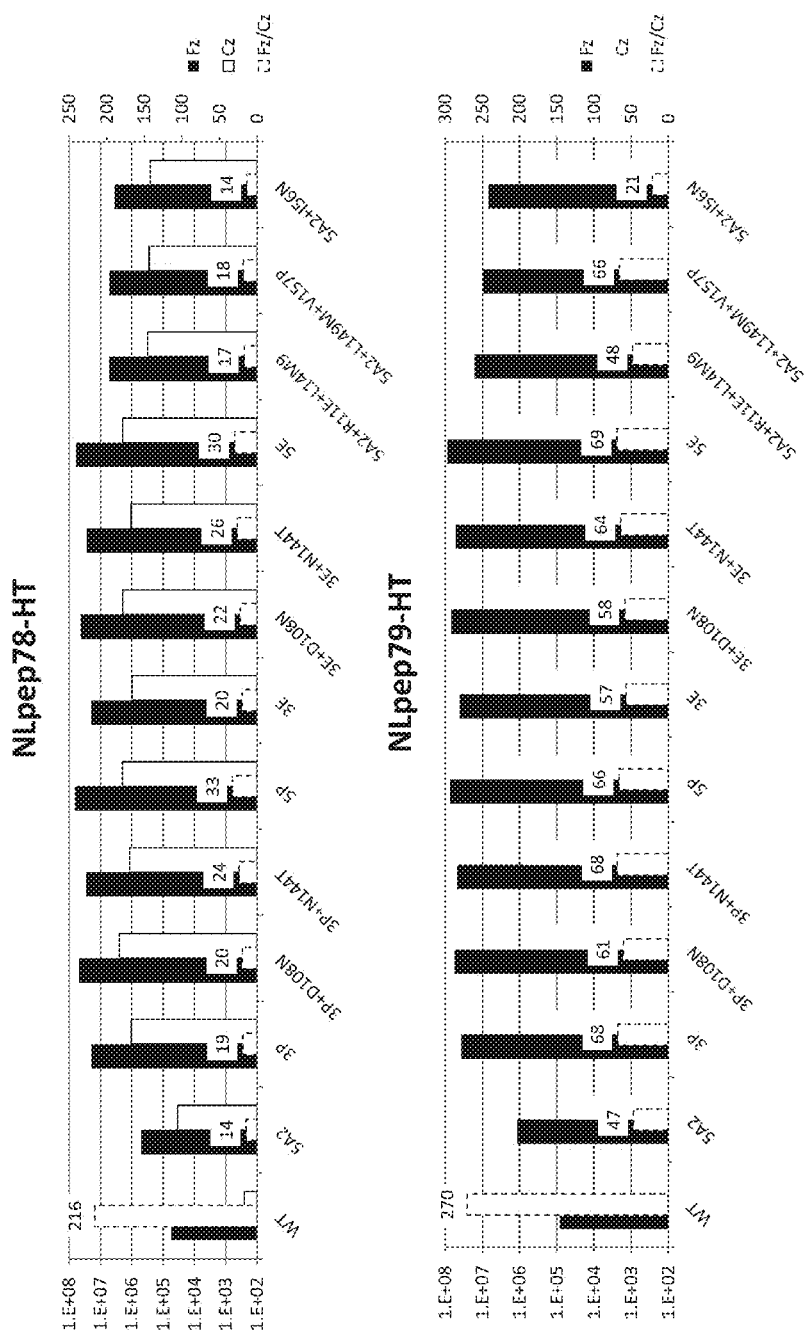 NLpep78-HT
1.E+08
1.E+07
1.E+06
1.E+05
1.E+04
1.E+03
1.E+02
250
200
150
100
50
0
Fz
Cz
Fz/Cz
216
14
19
20
24
33
20
22
26
30
17
18
14
WT
5A2
3P
3P+D108N
3P+N144T
5P
3E
3E+D108N
3E+N144T
5E
5A2+R11E+L14M9
5A2+L149M+V157P
5A2+I56N
NLpep79-HT
1.E+08
1.E+07
1.E+06
1.E+05
1.E+04
1.E+03
1.E+02
300
250
200
150
100
50
0
Fz
Cz
Fz/Cz
270
47
68
61
68
66
57
58
64
69
48
66
21
WT
5A2
3P
3P+D108N
3P+N144T
5P
3E
3E+D108N
3E+N144T
5E
5A2+R11E+L14M9
5A2+L149M+V157P
5A2+I56N